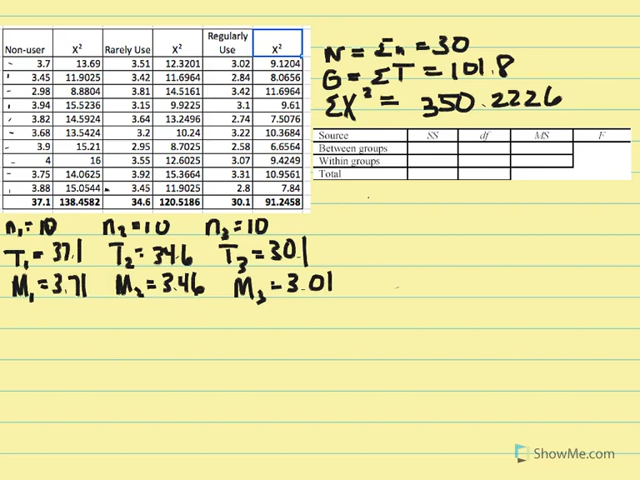 Regularly
Non-user X² Rarely Use X² Use X²
3.7 13.69 3.51 12.3201 3.02 9.1204
3.45 11.9025 3.42 11.6964 2.84 8.0656
2.98 8.8804 3.81 14.5161 3.42 11.6964
3.94 15.5236 3.15 9.9225 3.1 9.61
3.82 14.5924 3.64 13.2496 2.74 7.5076
3.68 13.5424 3.2 10.24 3.22 10.3684
3.9 15.21 2.95 8.7025 2.58 6.6564
4 16 3.55 12.6025 3.07 9.4249
3.75 14.0625 3.92 15.3664 3.31 10.9561
3.88 15.0544 3.45 11.9025 2.8 7.84
37.1 138.4582 34.6 120.5186 30.1 91.2458
N = Σn = 30
G = ΣT = 101.8
ΣX² = 350.2226
Source SS df MS F
Between groups
Within groups
Total
n₁=10 n₂=10 n₃=10
T₁=37.1 T₂=34.6 T₃=30.1
M₁=3.71 M₂=3.46 M₃=3.01
ShowMe.com